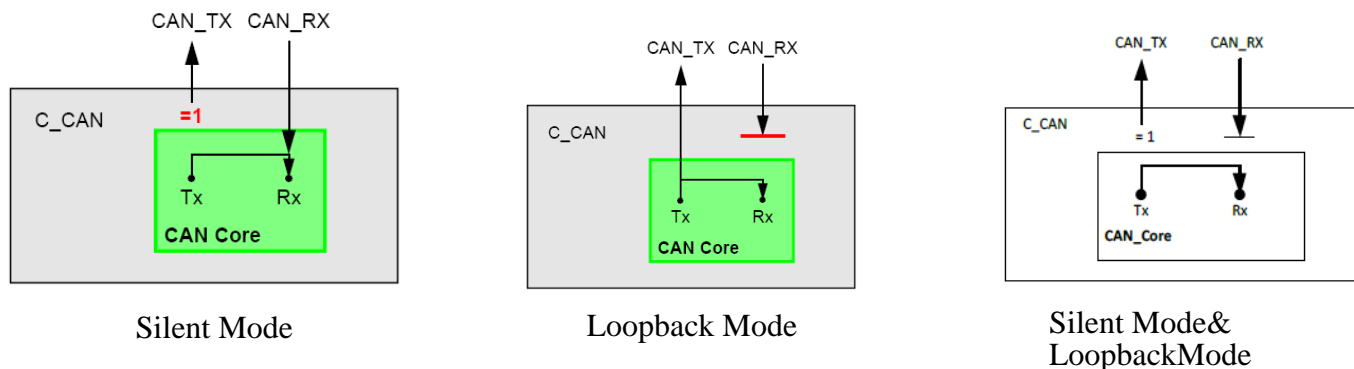 CAN_TX CAN_RX
C_CAN
=1
Tx Rx
CAN Core
Silent Mode
CAN_TX CAN_RX
C_CAN
Tx Rx
CAN Core
Loopback Mode
CAN_TX CAN_RX
C_CAN
= 1
Tx Rx
CAN_Core
Silent Mode&
LoopbackMode